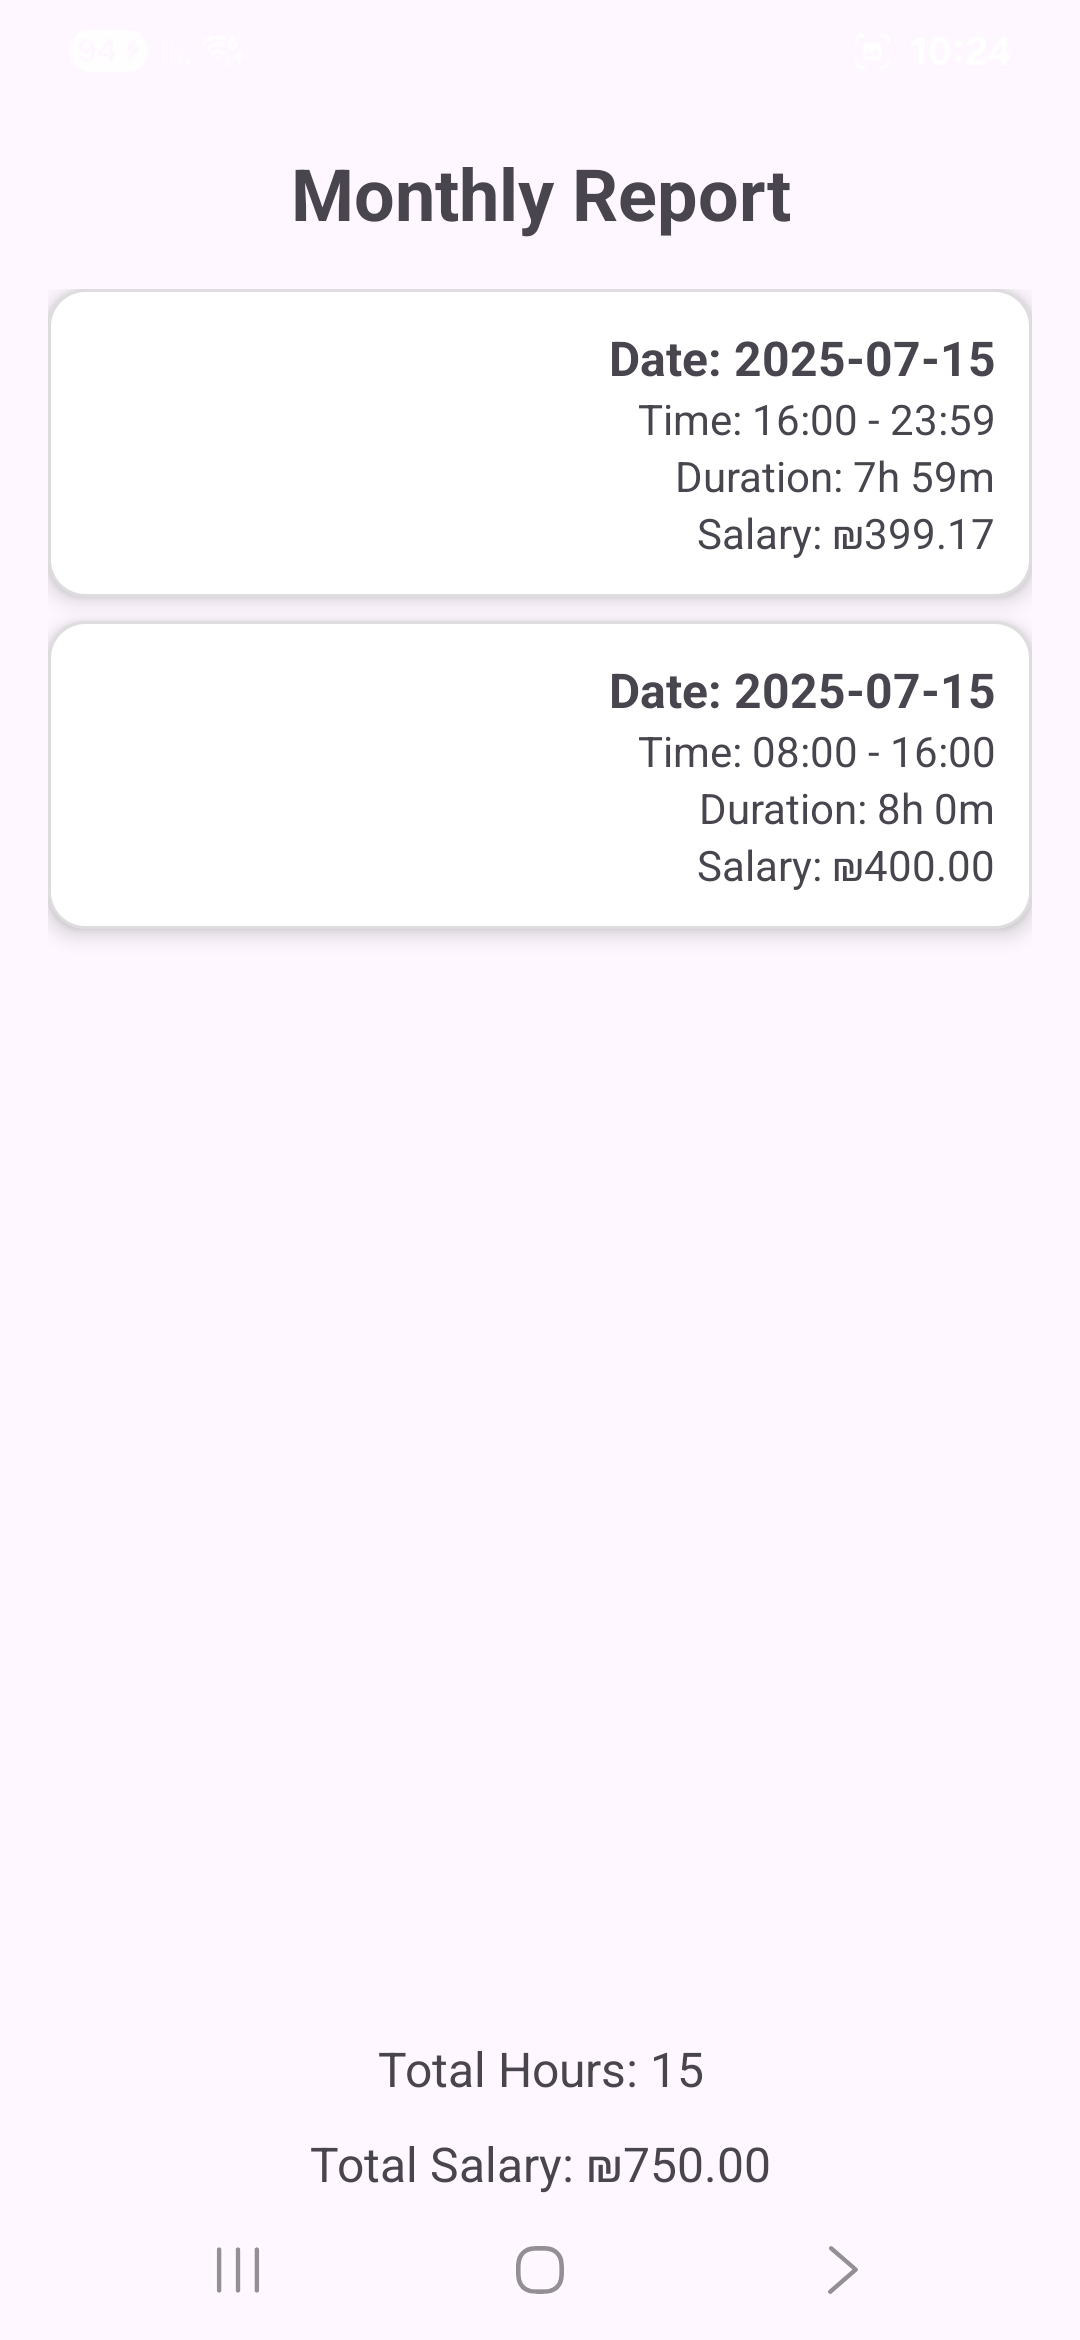 94
10:24
Monthly Report
Date: 2025-07-15
Time: 16:00 - 23:59
Duration: 7h 59m
Salary: ₪399.17
Date: 2025-07-15
Time: 08:00 - 16:00
Duration: 8h 0m
Salary: ₪400.00
Total Hours: 15
Total Salary: ₪750.00